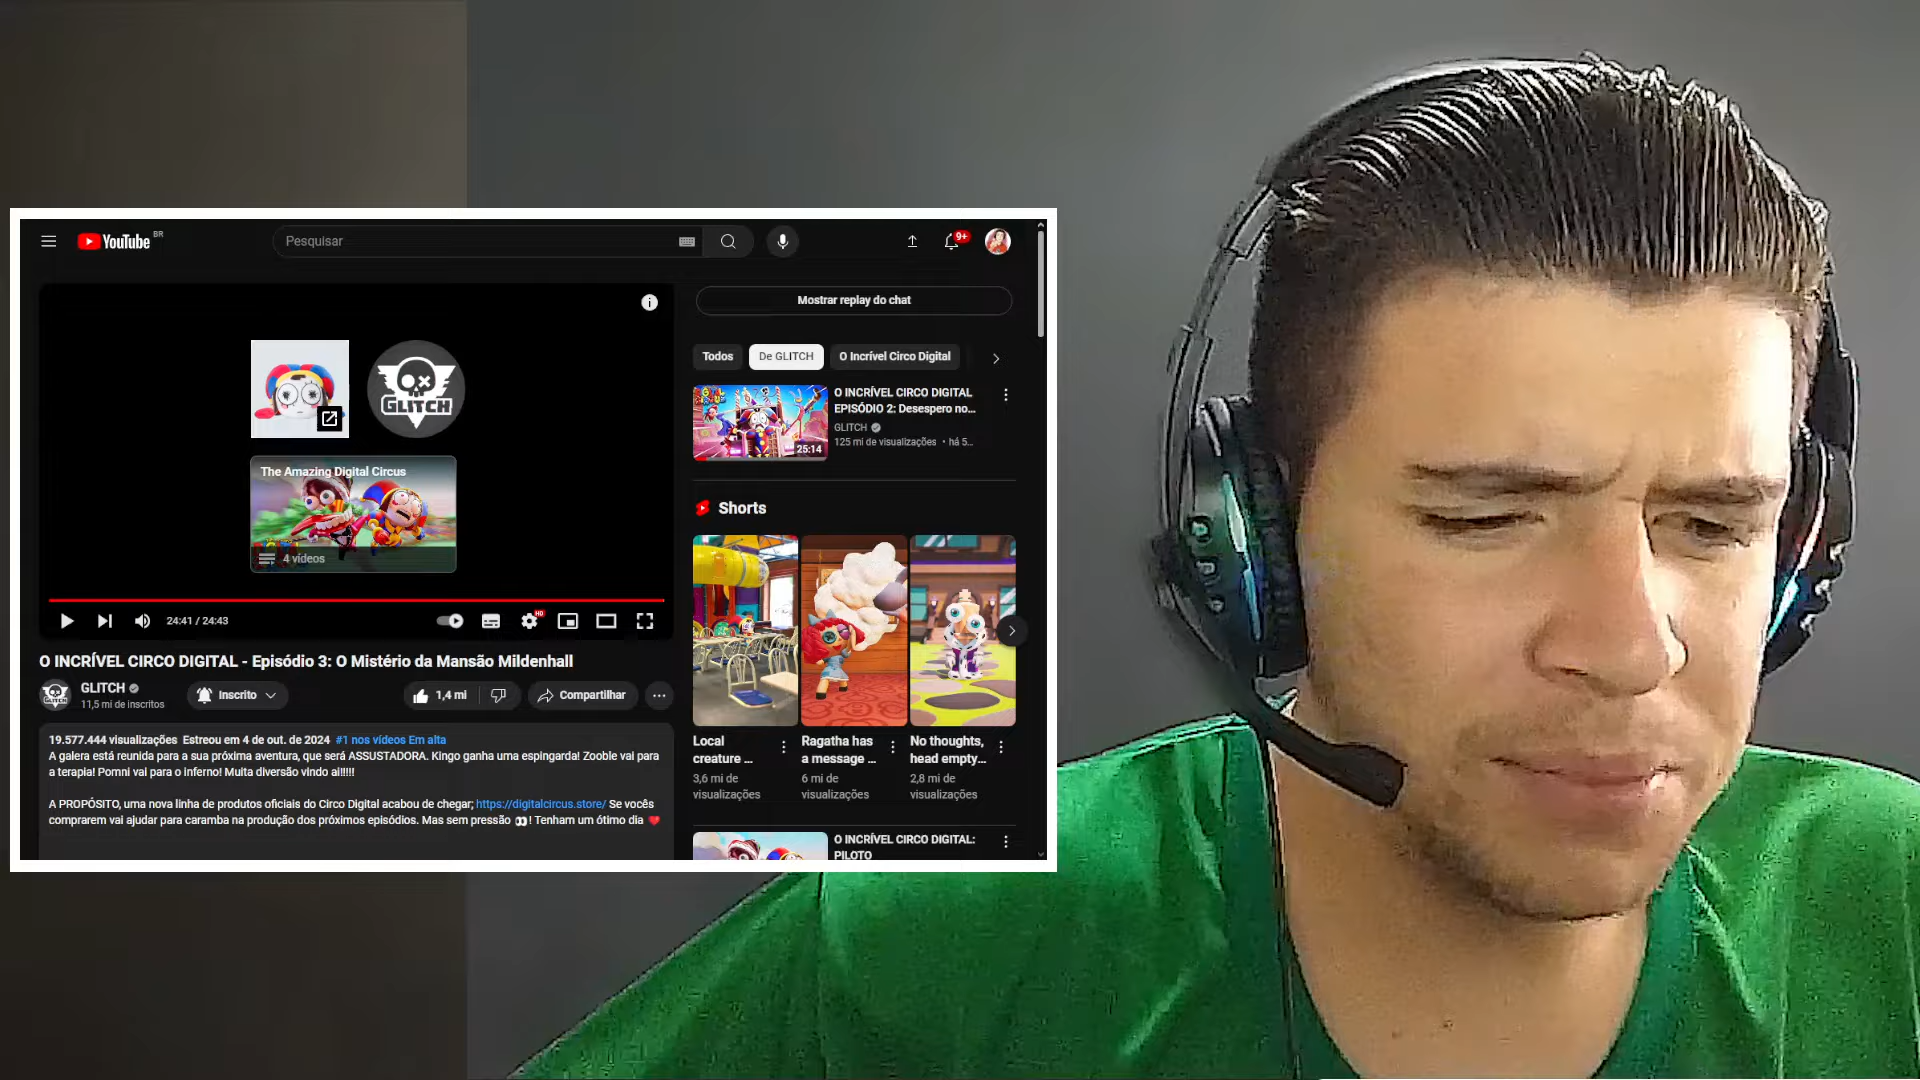 YouTube BR
Pesquisar
9+
Mostrar replay do chat
Todos
De GLITCH
O Incrível Circo Digital
GLITCH
The Amazing Digital Circus
4 vídeos
24:41 / 24:43
HD
25:14
O INCRÍVEL CIRCO DIGITAL
EPISÓDIO 2: Desespero no...
GLITCH
125 mi de visualizações • há 5...
Shorts
Local
creature ...
3,6 mi de
visualizações
Ragatha has
a message ...
6 mi de
visualizações
No thoughts,
head empty...
2,8 mi de
visualizações
O INCRÍVEL CIRCO DIGITAL:
PILOTO
O INCRÍVEL CIRCO DIGITAL - Episódio 3: O Mistério da Mansão Mildenhall
GLITCH
11,5 mi de inscritos
Inscrito
1,4 mi
Compartilhar
19.577.444 visualizações Estreou em 4 de out. de 2024 #1 nos vídeos Em alta
A galera está reunida para a sua próxima aventura, que será ASSUSTADORA. Kingo ganha uma espingarda! Zooble vai para
a terapia! Pomni vai para o inferno! Muita diversão vindo aí!!!!!
A PROPÓSITO, uma nova linha de produtos oficiais do Circo Digital acabou de chegar; https://digitalcircus.store/ Se vocês
comprarem vai ajudar para caramba na produção dos próximos episódios. Mas sem pressão 👀! Tenham um ótimo dia ❤️